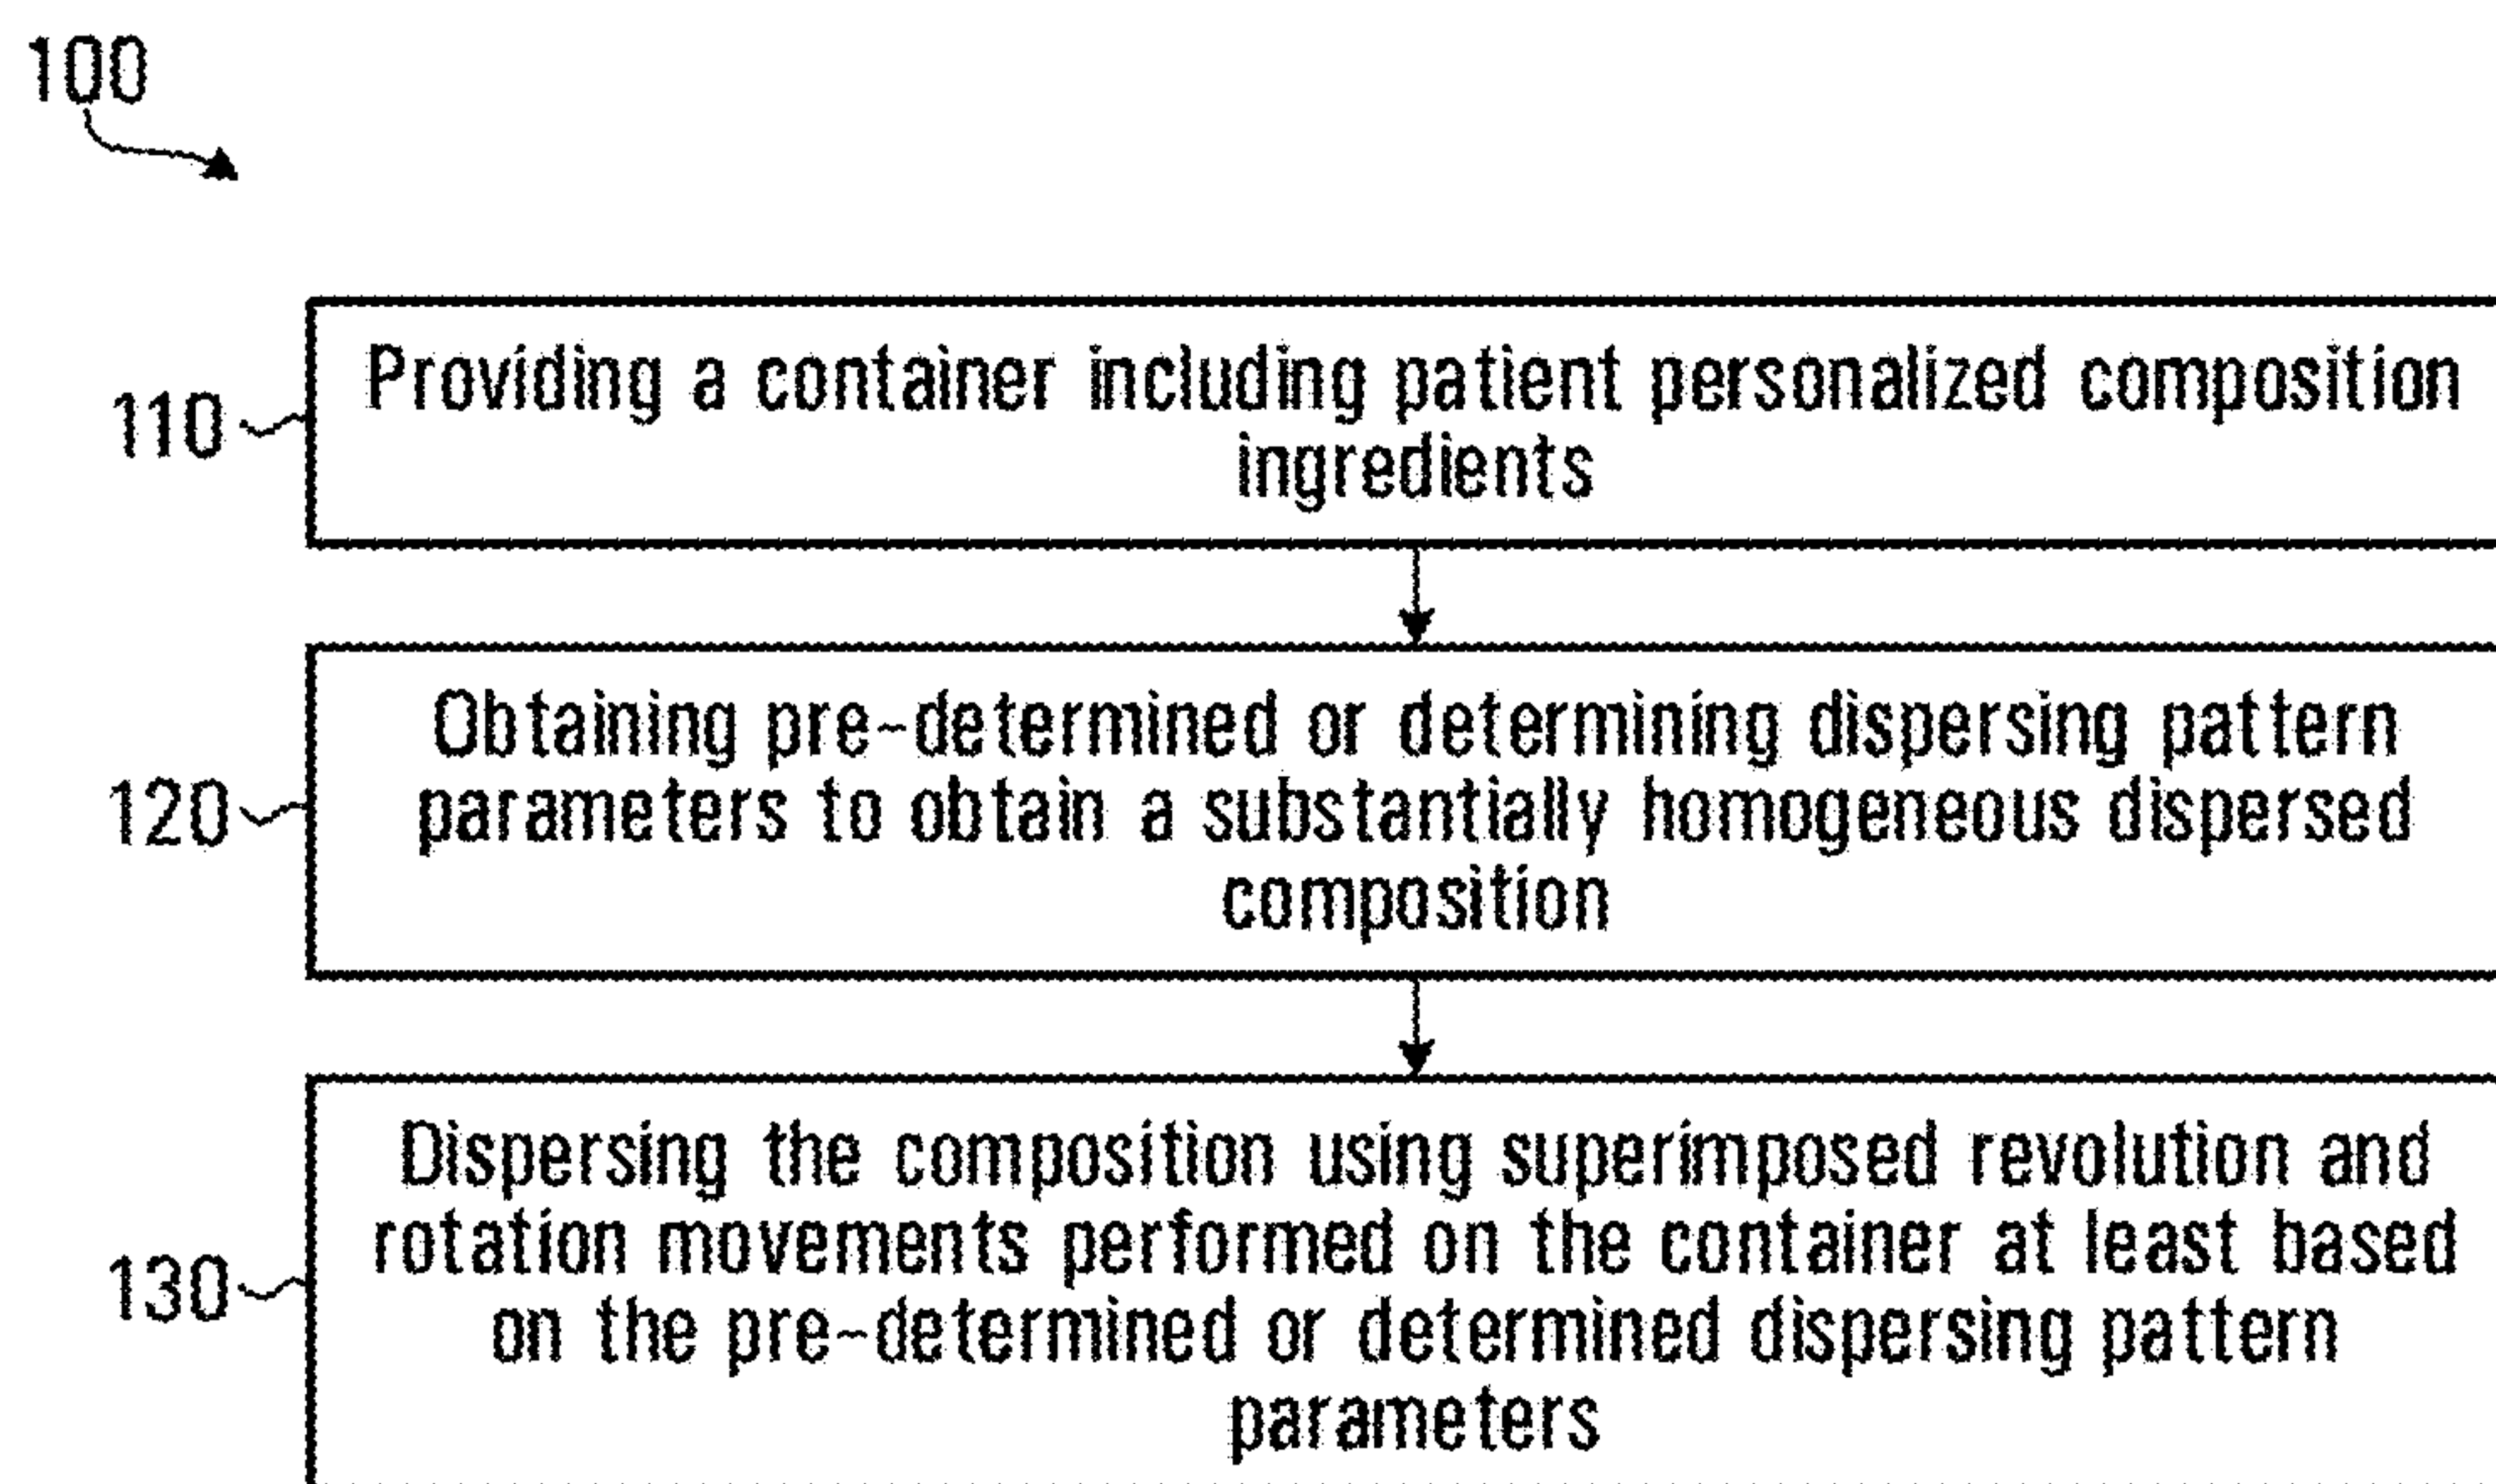 100
Providing a container including patient personalized composition
ingredients
110
Obtaining pre-determined or determining dispersing pattern
parameters to obtain a substantially homogeneous dispersed
composition
120
Dispersing the composition using superimposed revolution and
rotation movements performed on the container at least based
on the pre-determined or determined dispersing pattern
parameters
130